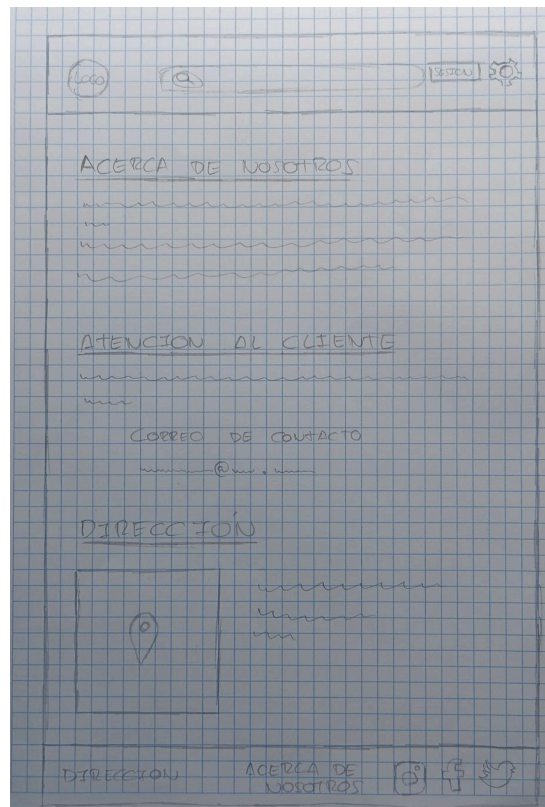 LOGO
SESION
ACERCA DE NOSOTROS
ATENCION AL CLIENTE
CORREO DE CONTACTO
@
DIRECCIÓN
DIRECCION
ACERCA DE
NOSOTROS